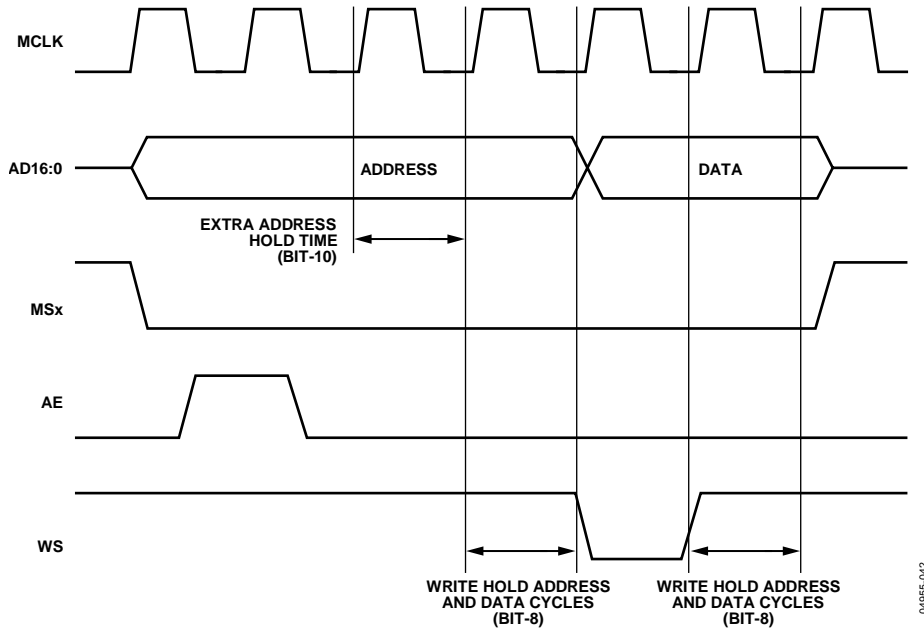 MCLK
AD16:0
ADDRESS
DATA
EXTRA ADDRESS
HOLD TIME
(BIT-10)
MSx
AE
WS
WRITE HOLD ADDRESS
AND DATA CYCLES
(BIT-8)
WRITE HOLD ADDRESS
AND DATA CYCLES
(BIT-8)
04955-042